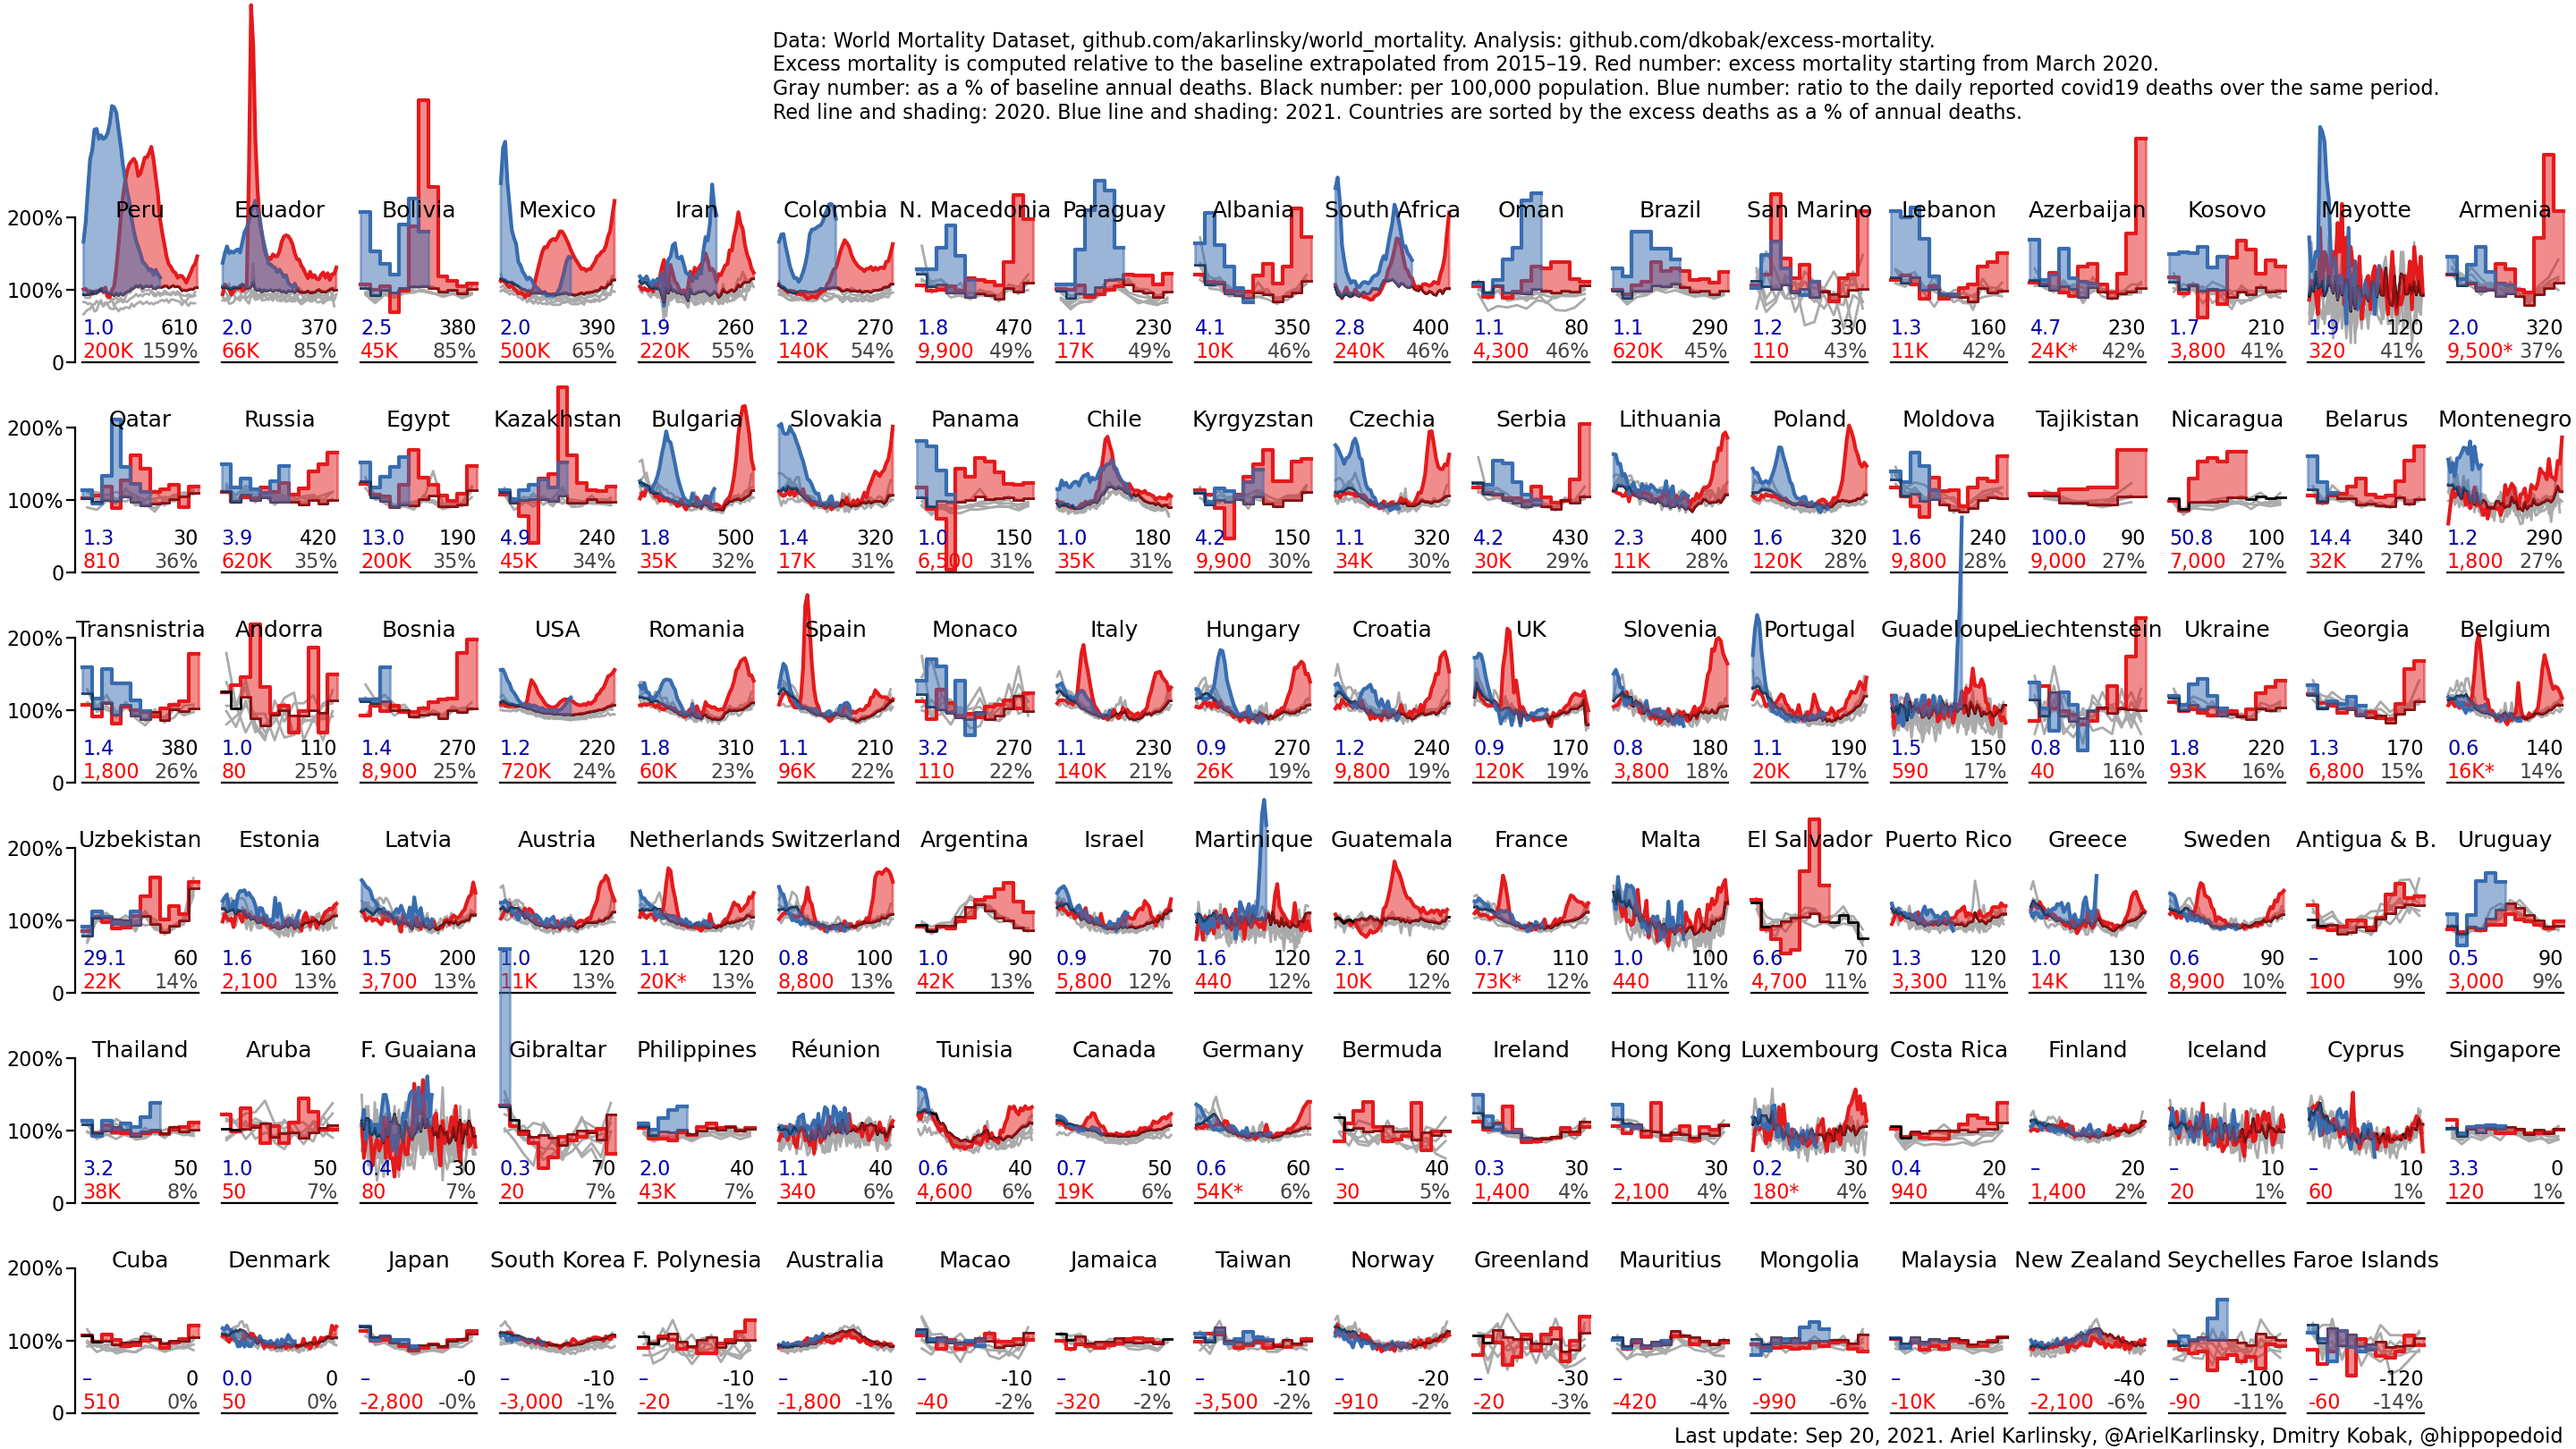 Data: World Mortality Dataset, github.com/akarlinsky/world_mortality. Analysis: github.com/dkobak/excess-mortality.
Excess mortality is computed relative to the baseline extrapolated from 2015–19. Red number: excess mortality starting from March 2020.
Gray number: as a % of baseline annual deaths. Black number: per 100,000 population. Blue number: ratio to the daily reported covid19 deaths over the same period.
Red line and shading: 2020. Blue line and shading: 2021. Countries are sorted by the excess deaths as a % of annual deaths.
200% Peru Ecuador Bolivia Mexico Iran Colombia N. Macedonia Paraguay Albania South Africa Oman Brazil San Marino Lebanon Azerbaijan Kosovo Mayotte Armenia
100%
1.0 610 2.0 370 2.5 380 2.0 390 1.9 260 1.2 270 1.8 470 1.1 230 4.1 350 2.8 400 1.1 80 1.1 290 1.2 330 1.3 160 4.7 230 1.7 210 1.9 120 2.0 320
0 200K 159% 66K 85% 45K 85% 500K 65% 220K 55% 140K 54% 9,900 49% 17K 49% 10K 46% 240K 46% 4,300 46% 620K 45% 110 43% 11K 42% 24K* 42% 3,800 41% 320 41% 9,500* 37%
200% Qatar Russia Egypt Kazakhstan Bulgaria Slovakia Panama Chile Kyrgyzstan Czechia Serbia Lithuania Poland Moldova Tajikistan Nicaragua Belarus Montenegro
100%
1.3 30 3.9 420 13.0 190 4.9 240 1.8 500 1.4 320 1.0 150 1.0 180 4.2 150 1.1 320 4.2 430 2.3 400 1.6 320 1.6 240 100.0 90 50.8 100 14.4 340 1.2 290
0 810 36% 620K 35% 200K 35% 45K 34% 35K 32% 17K 31% 6,500 31% 35K 31% 9,900 30% 34K 30% 30K 29% 11K 28% 120K 28% 9,800 28% 9,000 27% 7,000 27% 32K 27% 1,800 27%
200% Transnistria Andorra Bosnia USA Romania Spain Monaco Italy Hungary Croatia UK Slovenia Portugal Guadeloupe Liechtenstein Ukraine Georgia Belgium
100%
1.4 380 1.0 110 1.4 270 1.2 220 1.8 310 1.1 210 3.2 270 1.1 230 0.9 270 1.2 240 0.9 170 0.8 180 1.1 190 1.5 150 0.8 110 1.8 220 1.3 170 0.6 140
0 1,800 26% 80 25% 8,900 25% 720K 24% 60K 23% 96K 22% 110 22% 140K 21% 26K 19% 9,800 19% 120K 19% 3,800 18% 20K 17% 590 17% 40 16% 93K 16% 6,800 15% 16K* 14%
200% Uzbekistan Estonia Latvia Austria Netherlands Switzerland Argentina Israel Martinique Guatemala France Malta El Salvador Puerto Rico Greece Sweden Antigua & B. Uruguay
100%
29.1 60 1.6 160 1.5 200 1.0 120 1.1 120 0.8 100 1.0 90 0.9 70 1.6 120 2.1 60 0.7 110 1.0 100 6.6 70 1.3 120 1.0 130 0.6 90 – 100 0.5 90
0 22K 14% 2,100 13% 3,700 13% 11K 13% 20K* 13% 8,800 13% 42K 13% 5,800 12% 440 12% 10K 12% 73K* 12% 440 11% 4,700 11% 3,300 11% 14K 11% 8,900 10% 100 9% 3,000 9%
200% Thailand Aruba F. Guaiana Gibraltar Philippines Réunion Tunisia Canada Germany Bermuda Ireland Hong Kong Luxembourg Costa Rica Finland Iceland Cyprus Singapore
100%
3.2 50 1.0 50 0.4 30 0.3 70 2.0 40 1.1 40 0.6 40 0.7 50 0.6 60 – 40 0.3 30 – 30 0.2 30 0.4 20 – 20 – 10 – 10 3.3 0
0 38K 8% 50 7% 80 7% 20 7% 43K 7% 340 6% 4,600 6% 19K 6% 54K* 6% 30 5% 1,400 4% 2,100 4% 180* 4% 940 4% 1,400 2% 20 1% 60 1% 120 1%
200% Cuba Denmark Japan South Korea F. Polynesia Australia Macao Jamaica Taiwan Norway Greenland Mauritius Mongolia Malaysia New Zealand Seychelles Faroe Islands
100%
– 0 0.0 0 – -0 – -10 – -10 – -10 – -10 – -10 – -10 – -20 – -30 – -30 – -30 – -30 – -40 – -100 – -120
0 510 0% 50 0% -2,800 -0% -3,000 -1% -20 -1% -1,800 -1% -40 -2% -320 -2% -3,500 -2% -910 -2% -20 -3% -420 -4% -990 -6% -10K -6% -2,100 -6% -90 -11% -60 -14%
Last update: Sep 20, 2021. Ariel Karlinsky, @ArielKarlinsky, Dmitry Kobak, @hippopedoid